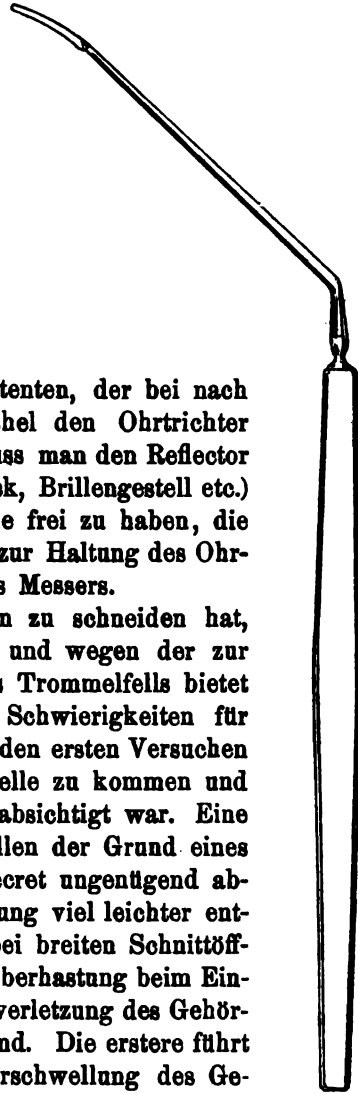 tenten, der bei nach
hel den Ohrtrichter
uss man den Reflector
k, Brillengestell etc.)
e frei zu haben, die
zur Haltung des Ohr-
s Messers.
n zu schneiden hat,
und wegen der zur
s Trommelfells bietet
Schwierigkeiten für
den ersten Versuchen
elle zu kommen und
absichtigt war. Eine
llen der Grund eines
ecret ungenügend ab-
ung viel leichter ent-
bei breiten Schnittöff-
berhastung beim Ein-
verletzung des Gehör-
nd. Die erstere führt
rschwellung des Ge-